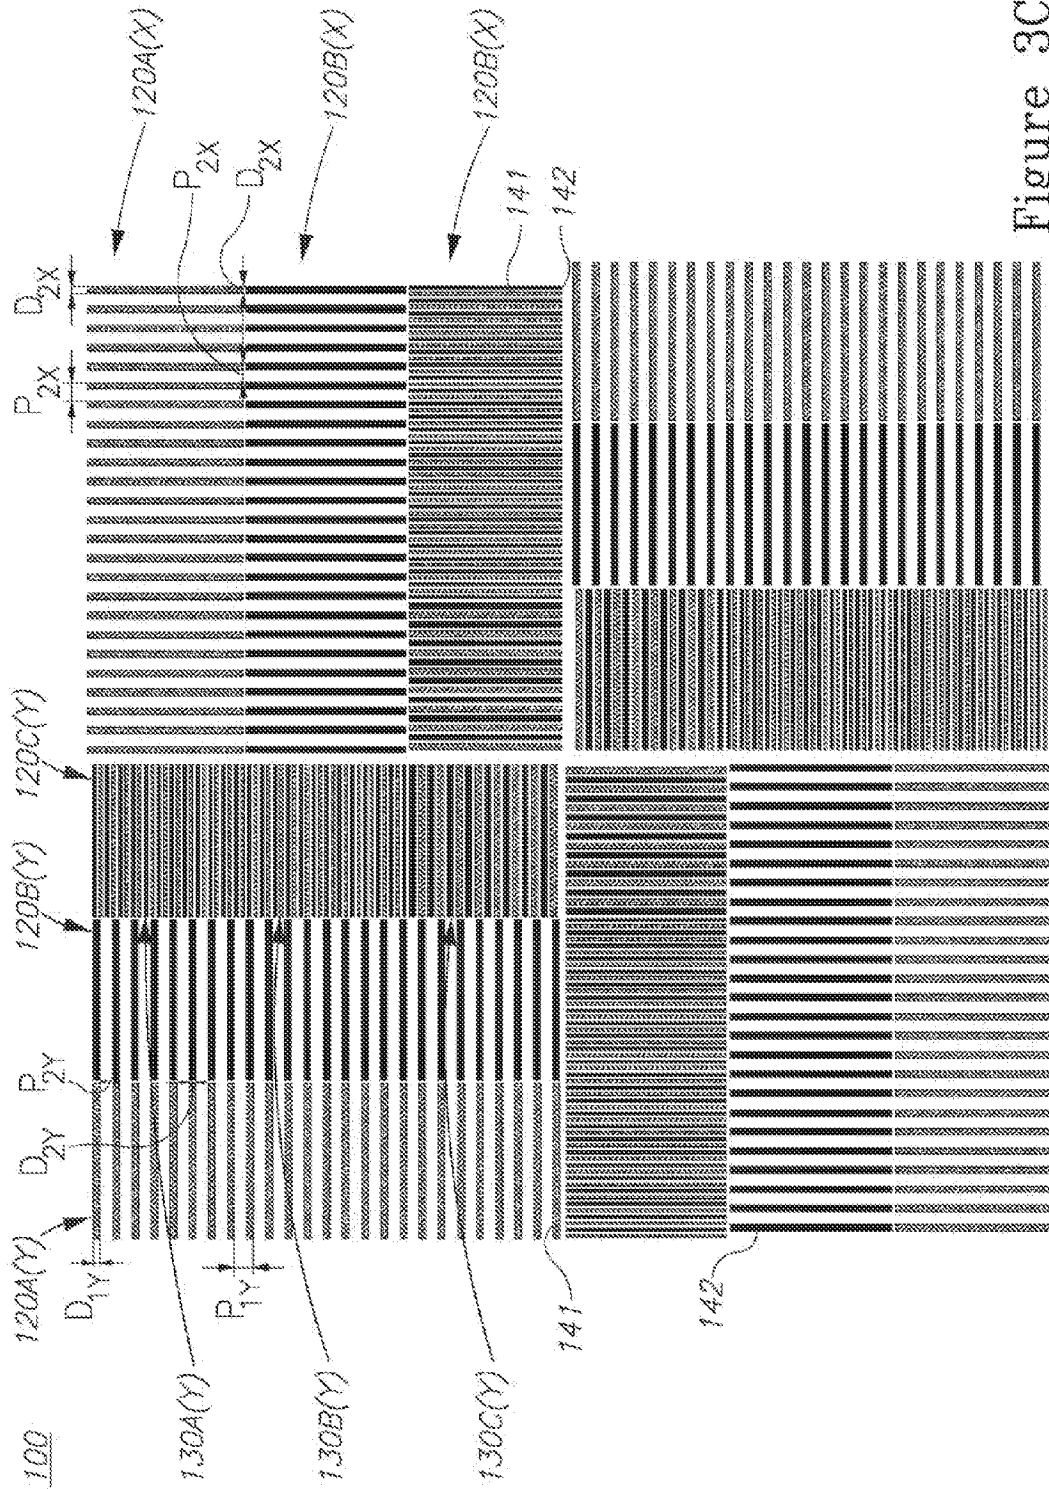 100
120A(Y)
120B(Y)
120C(Y)
D1Y
P1Y
D2Y
P2Y
130A(Y)
130B(Y)
130C(Y)
141
142
P2X
D2X
P2X
D2X
120A(X)
120B(X)
120B(X)
141
142
Figure 3C